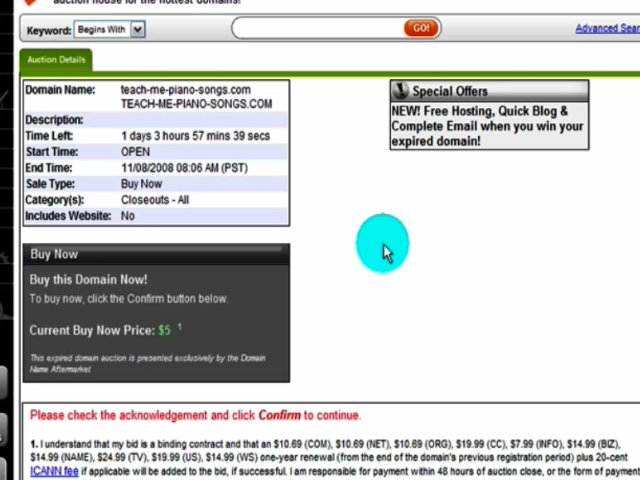 auction house for the hottest domains!
Keyword: Begins With GO! Advanced Sear
Auction Details
Domain Name: teach-me-piano-songs.com
TEACH-ME-PIANO-SONGS.COM
Description:
Time Left: 1 days 3 hours 57 mins 39 secs
Start Time: OPEN
End Time: 11/08/2008 08:06 AM (PST)
Sale Type: Buy Now
Category(s): Closeouts - All
Includes Website: No
Special Offers
NEW! Free Hosting, Quick Blog &
Complete Email when you win your
expired domain!
Buy Now
Buy this Domain Now!
To buy now, click the Confirm button below.
Current Buy Now Price: $5 1
This expired domain auction is presented exclusively by the Domain
Name Aftermarket
Please check the acknowledgement and click Confirm to continue.
1. I understand that my bid is a binding contract and that an $10.69 (COM), $10.69 (NET), $10.69 (ORG), $19.99 (CC), $7.99 (INFO), $14.99 (BIZ),
$14.99 (NAME), $24.99 (TV), $19.99 (US), $14.99 (WS) one-year renewal (from the end of the domain's previous registration period) plus 20-cent
ICANN fee if applicable will be added to the bid, if successful. I am responsible for payment within 48 hours of auction close, or the form of payment